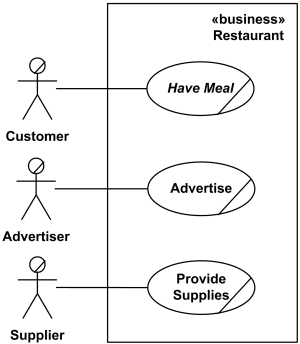 «business»
Restaurant
Have Meal
Customer
Advertise
Advertiser
Provide
Supplies
Supplier